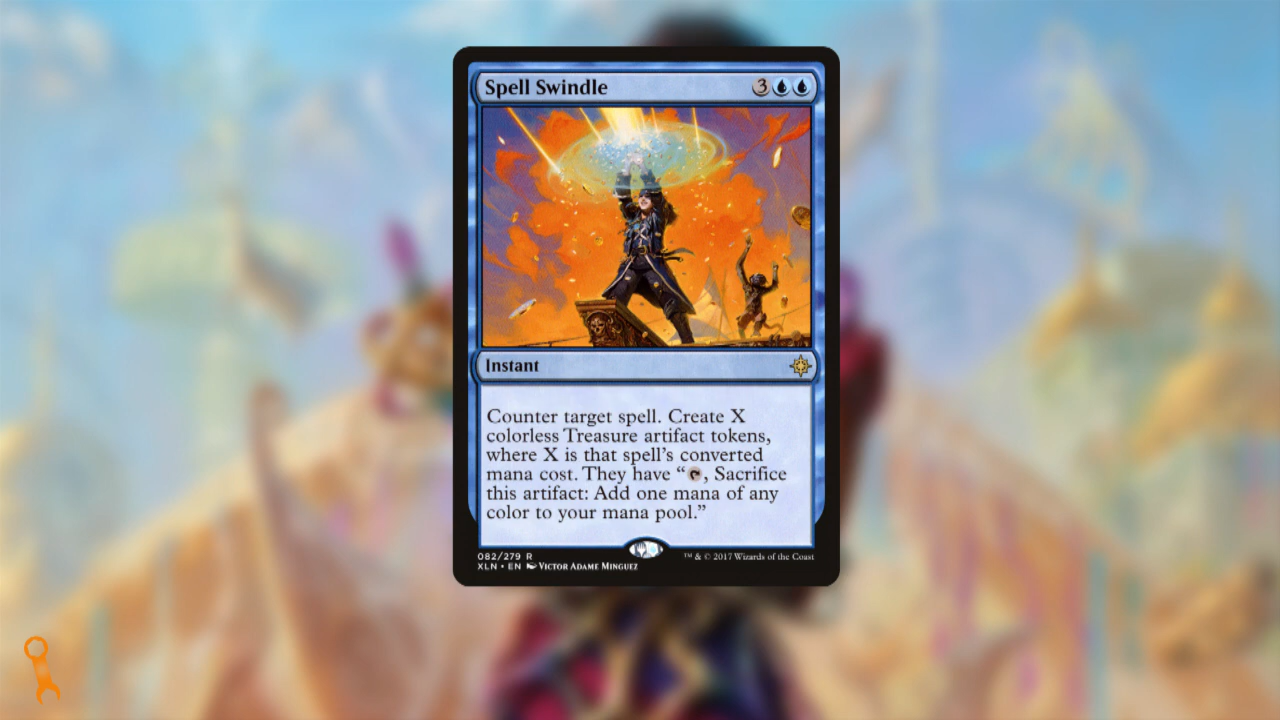 Spell Swindle 3
Instant
Counter target spell. Create X
colorless Treasure artifact tokens,
where X is that spell's converted
mana cost. They have “, Sacrifice
this artifact: Add one mana of any
color to your mana pool.”
082/279 R
XLN • EN Victor Adame Minguez
™ & © 2017 Wizards of the Coast